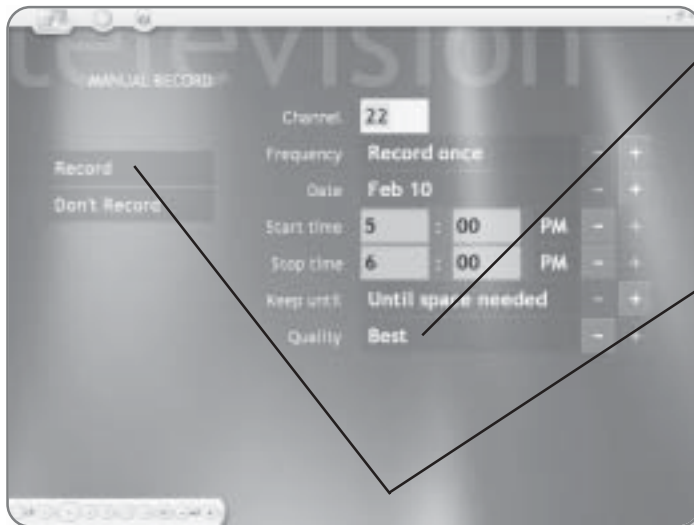 television
MANUAL RECORD
Channel 22
Frequency Record once - +
Record
Date Feb 10 - +
Don't Record
Start time 5 : 00 PM - +
Stop time 6 : 00 PM - +
Keep until Until space needed - +
Quality Best - +